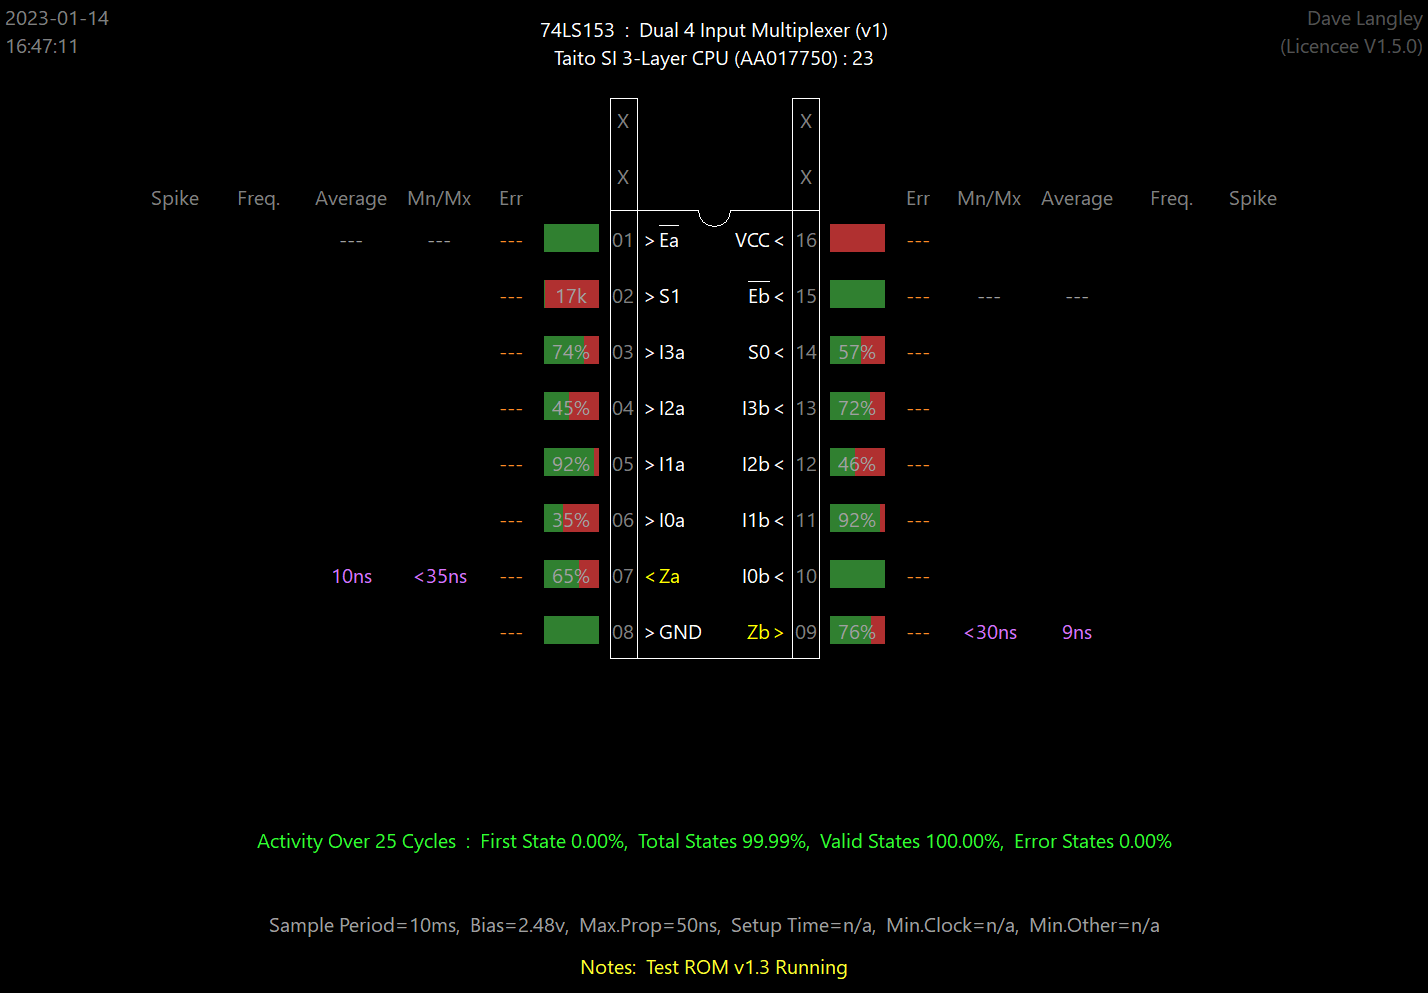 2023-01-14
16:47:11
74LS153 : Dual 4 Input Multiplexer (v1)
Taito SI 3-Layer CPU (AA017750) : 23
Dave Langley
(Licencee V1.5.0)
X X
X X
Spike Freq. Average Mn/Mx Err Err Mn/Mx Average Freq. Spike
--- --- --- 01 > Ea VCC < 16 ---
--- 17k 02 > S1 Eb < 15 --- --- ---
--- 74% 03 > I3a S0 < 14 57% ---
--- 45% 04 > I2a I3b < 13 72% ---
--- 92% 05 > I1a I2b < 12 46% ---
--- 35% 06 > I0a I1b < 11 92% ---
10ns <35ns --- 65% 07 < Za I0b < 10 ---
--- 08 > GND Zb > 09 76% --- <30ns 9ns
Activity Over 25 Cycles : First State 0.00%, Total States 99.99%, Valid States 100.00%, Error States 0.00%
Sample Period=10ms, Bias=2.48v, Max.Prop=50ns, Setup Time=n/a, Min.Clock=n/a, Min.Other=n/a
Notes: Test ROM v1.3 Running